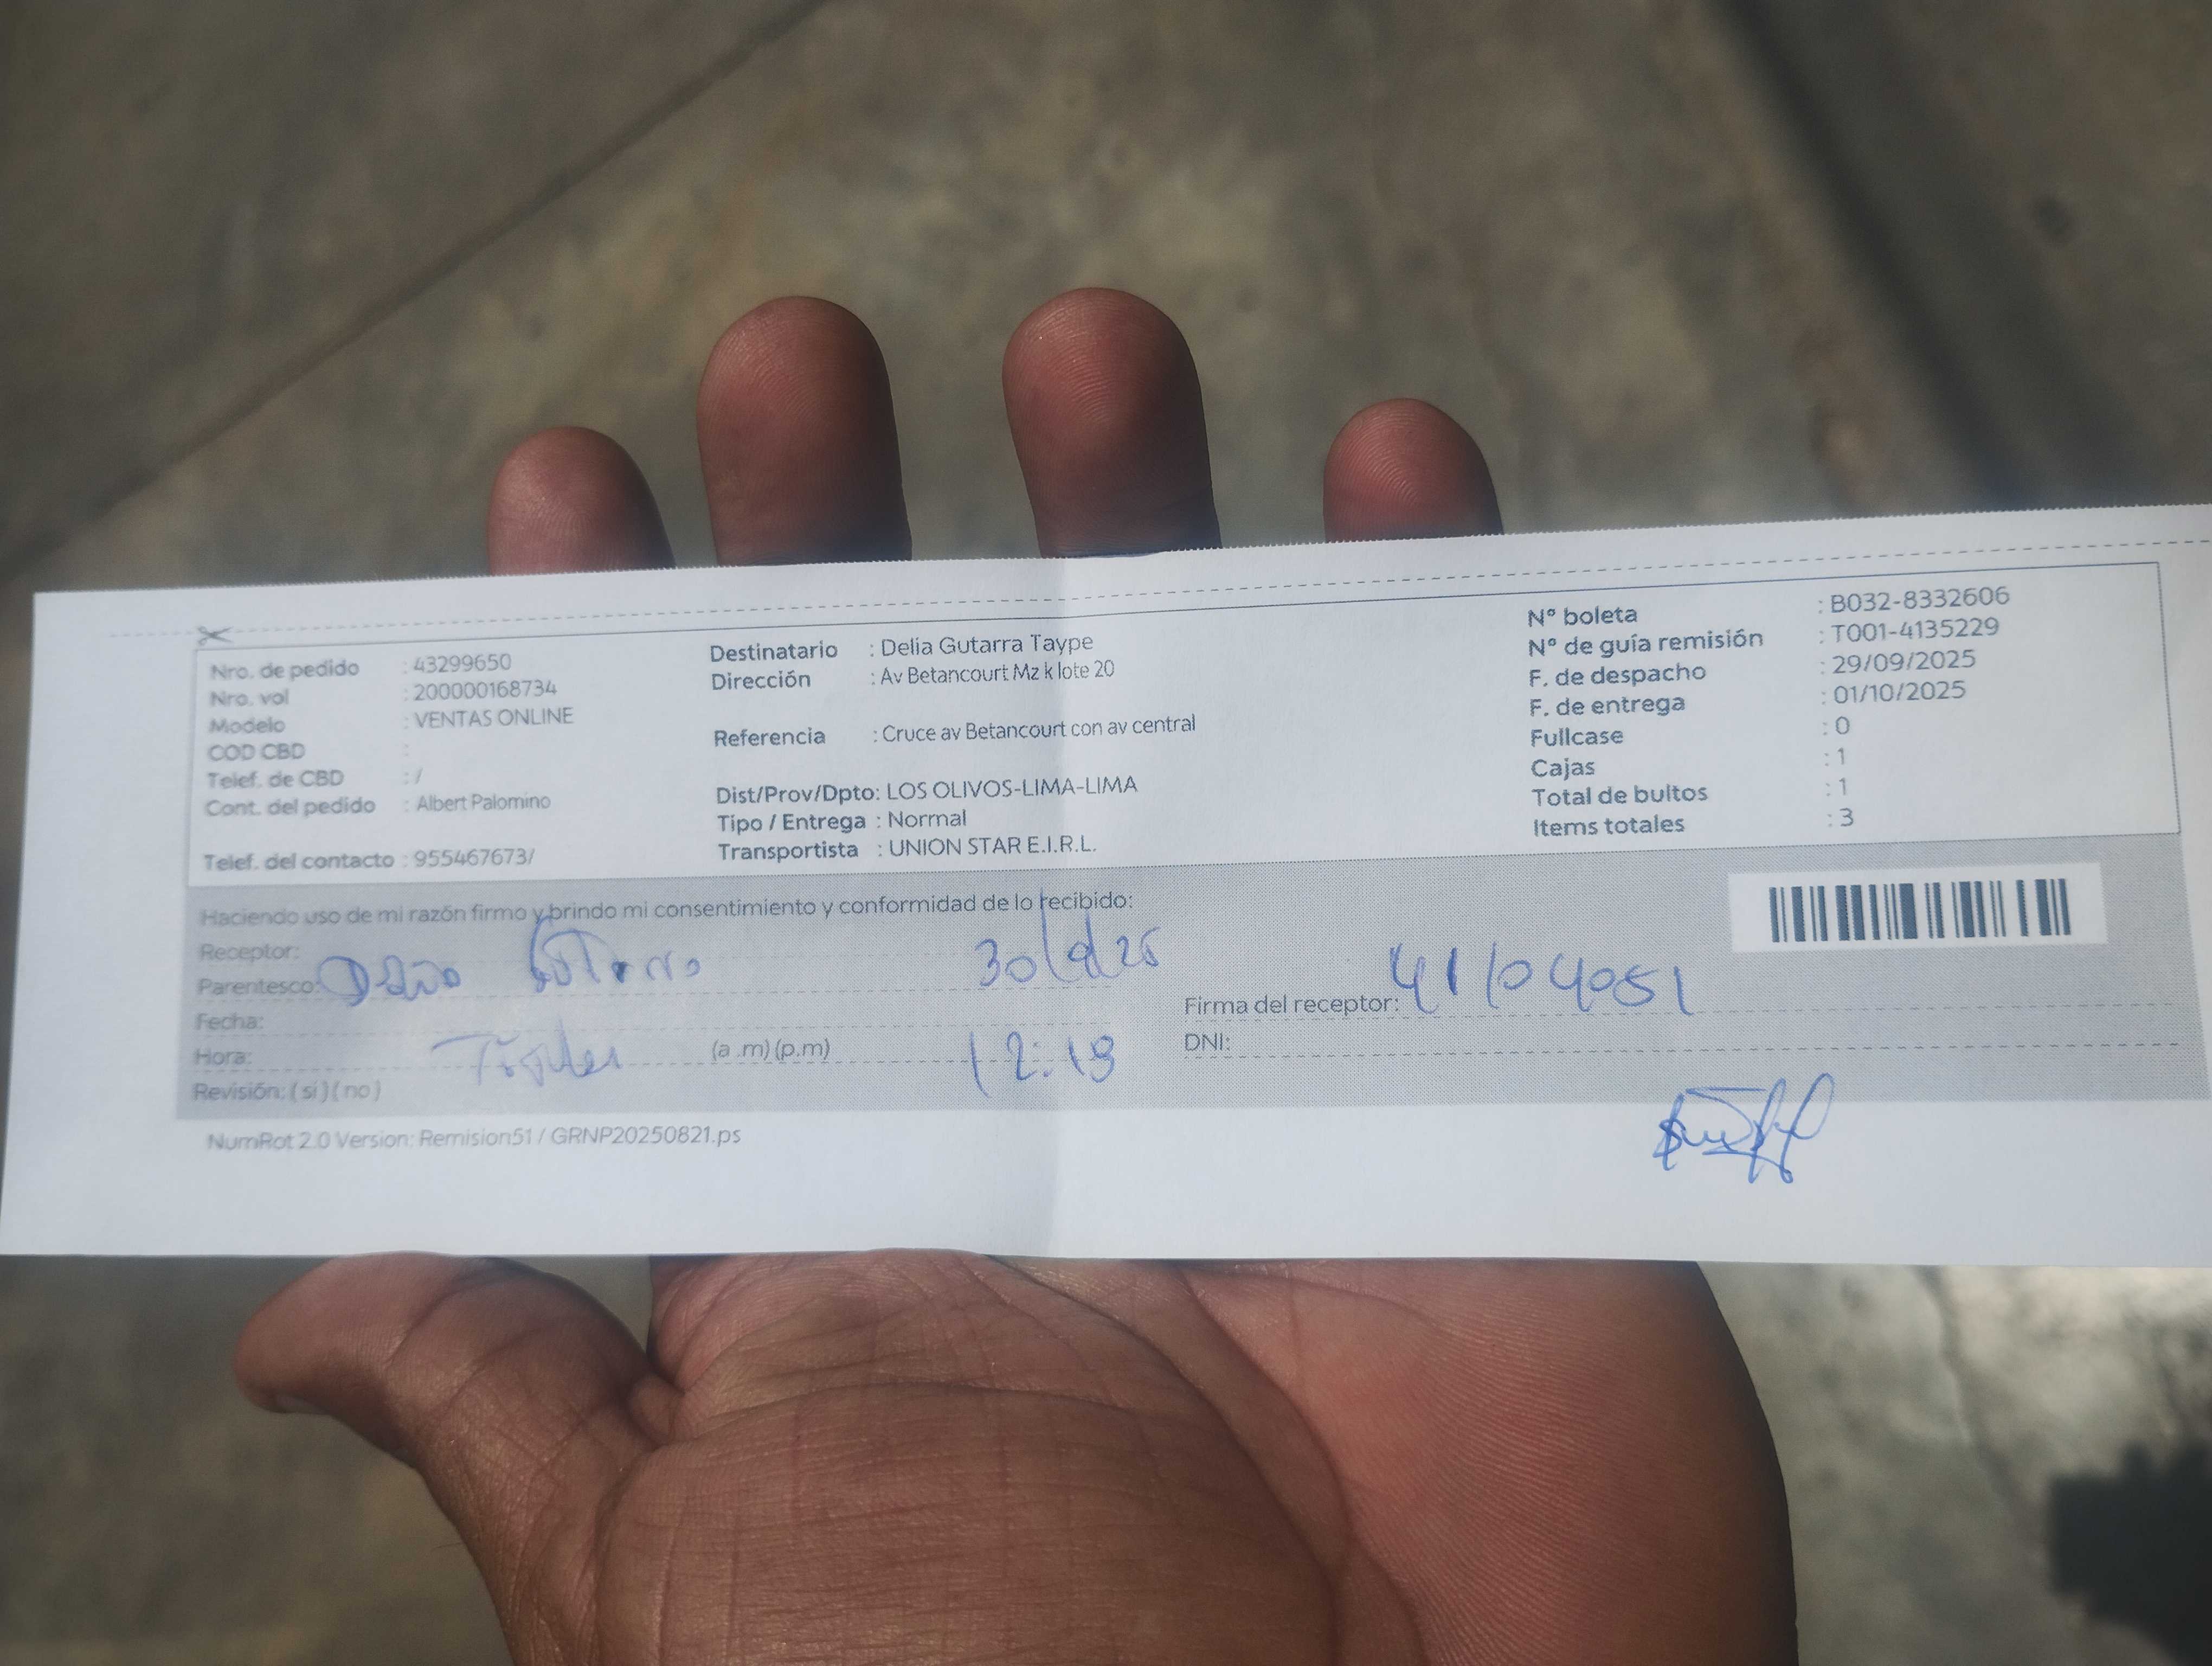 Nro. de pedido : 43299650
Nro. vol : 200000168734
Modelo : VENTAS ONLINE
COD CBD :
Telef. de CBD : /
Cont. del pedido : Albert Palomino
Telef. del contacto : 955467673/
Destinatario : Delia Gutarra Taype
Dirección : Av Betancourt Mz k lote 20
Referencia : Cruce av Betancourt con av central
Dist/Prov/Dpto: LOS OLIVOS-LIMA-LIMA
Tipo / Entrega : Normal
Transportista : UNION STAR E.I.R.L.
N° boleta : B032-8332606
N° de guía remisión : T001-4135229
F. de despacho : 29/09/2025
F. de entrega : 01/10/2025
Fullcase : 0
Cajas : 1
Total de bultos : 1
Items totales : 3
Haciendo uso de mi razón firmo y brindo mi consentimiento y conformidad de lo recibido:
Receptor:
Parentesco:
30/9/25
Fecha:
Hora: (a .m) (p.m) 12:19
Revisión: ( si ) ( no )
Firma del receptor:
DNI:
NumRot 2.0 Version: Remision51 / GRNP20250821.ps